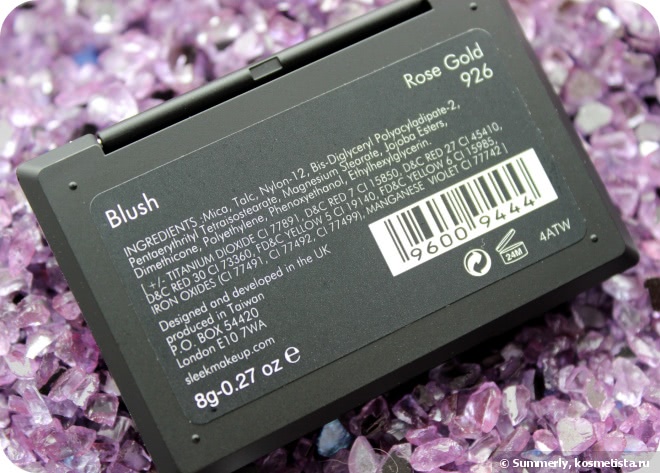 Rose Gold
926
Blush
INGREDIENTS :Mica, Talc, Nylon-12, Bis-Diglyceryl Polyacyladipate-2,
Pentaerythrityl Tetraisostearate, Magnesium Stearate, Jojoba Esters,
Dimethicone, Polyethylene, Phenoxyethanol, Ethylhexylglycerin.
[ +/- TITANIUM DIOXIDE CI 77891, D&C RED 7 CI 15850, D&C RED 27 CI 45410,
D&C RED 30 CI 73360, FD&C YELLOW 5 CI 19140, FD&C YELLOW 6 CI 15985,
IRON OXIDES (CI 77491, CI 77492, CI 77499), MANGANESE VIOLET CI 77742 ]
Designed and developed in the UK
produced in Taiwan
P.O. BOX 54420
London E10 7WA
sleekmakeup.com
8g-0.27 oz e
9600 9444
24M
4ATW
© Summerly, kosmetista.ru